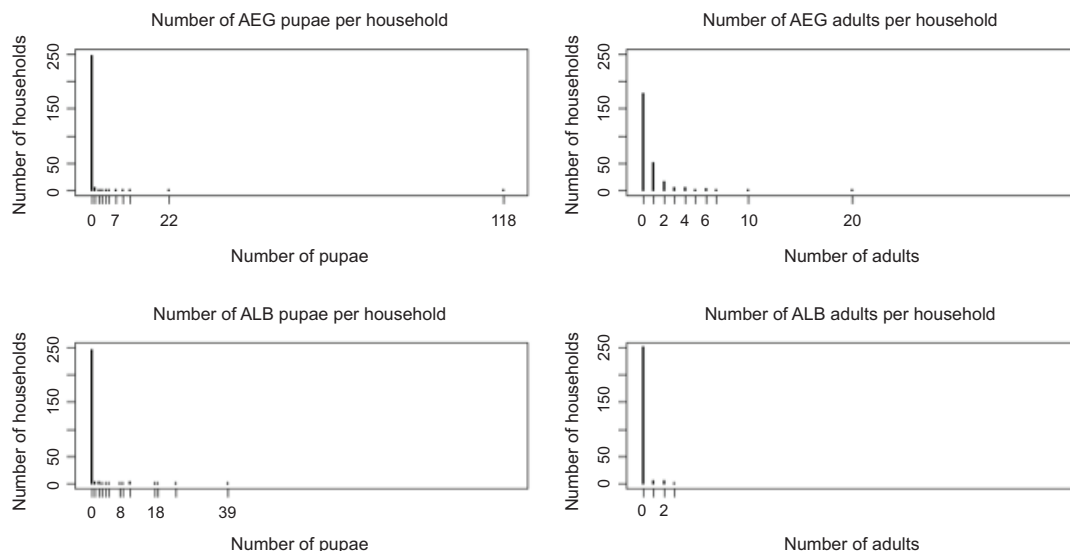 Number of AEG pupae per household
Number of households
250
150
50
0
0 7 22 118
Number of pupae
Number of AEG adults per household
Number of households
250
150
50
0
0 2 4 6 10 20
Number of adults
Number of ALB pupae per household
Number of households
250
150
50
0
0 8 18 39
Number of pupae
Number of ALB adults per household
Number of households
250
150
50
0
0 2
Number of adults